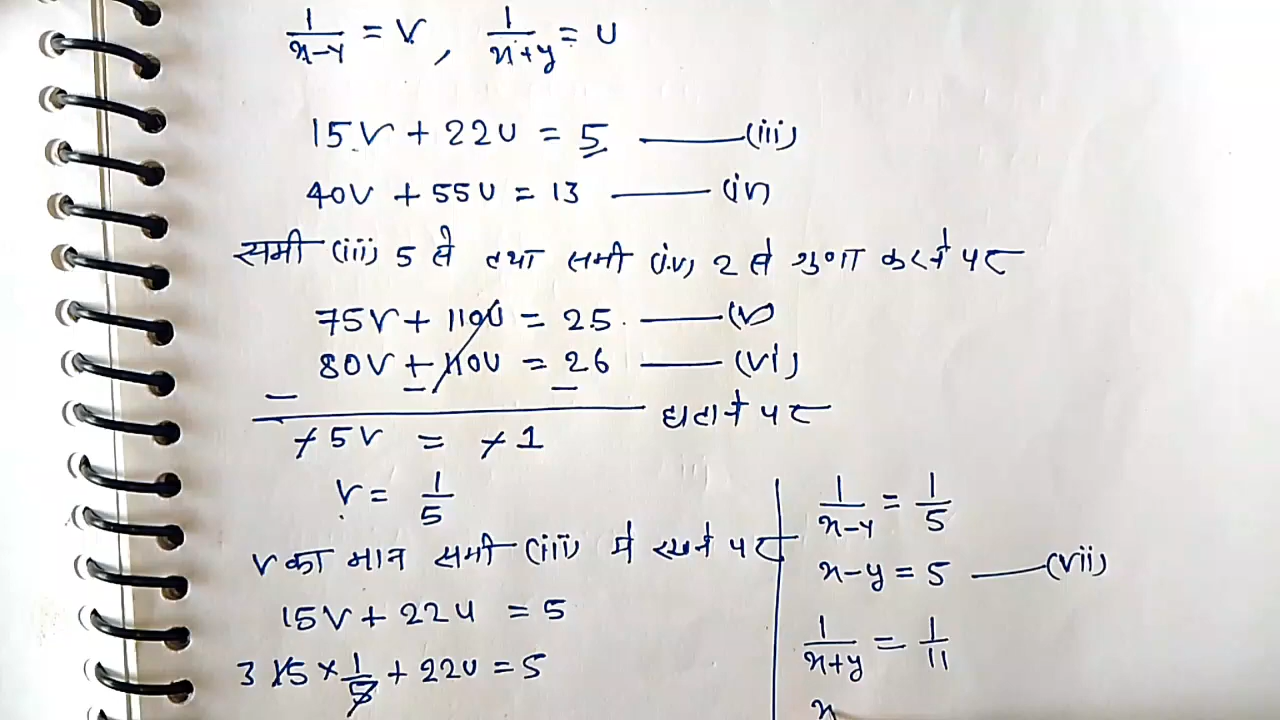 1/(x-y) = V, 1/(x+y) = U
15V + 22U = 5 ——— (iii)
40V + 55U = 13 ——— (iv)
समी (iii) 5 से तथा समी (iv) 2 से गुणा करने पर
75V + 110U = 25 ——— (v)
80V + 110U = 26 ——— (vi)
- - -
घटाने पर
-5V = -1
V = 1/5
V का मान समी (iii) में रखने पर
15V + 22U = 5
3 15 × 1/5 + 22U = 5
1/(x-y) = 1/5
x-y = 5 ——— (vii)
1/(x+y) = 1/11
x